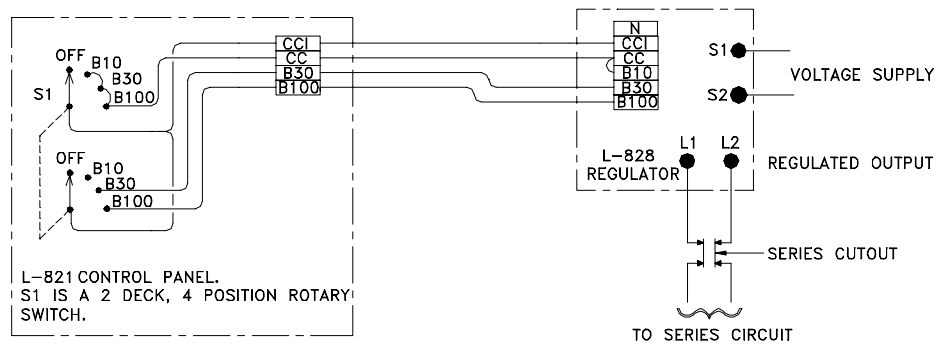 OFF
B10
B30
B100
S1
OFF
B10
B30
B100
L-821 CONTROL PANEL.
S1 IS A 2 DECK, 4 POSITION ROTARY
SWITCH.
CCI
CC
B30
B100
N
CCI
CC
B10
B30
B100
S1
S2
VOLTAGE SUPPLY
L1 L2
L-828
REGULATOR
REGULATED OUTPUT
SERIES CUTOUT
TO SERIES CIRCUIT